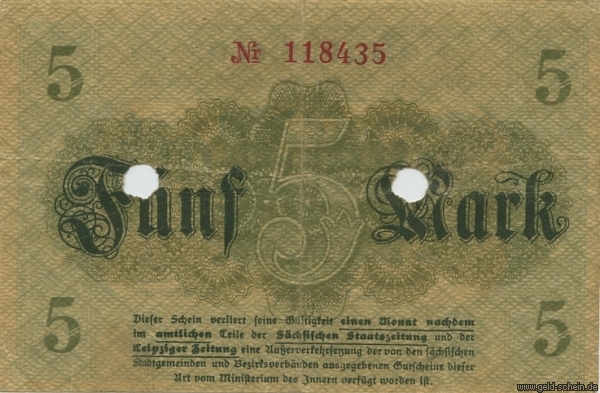 5 № 118435 5
5
Fünf Mark
5 5
Dieser Schein verliert seine Gültigkeit einen Monat nachdem
im amtlichen Teile der Sächsischen Staatszeitung und der
Leipziger Zeitung eine Außerverkehrsetzung der von den sächsischen
Stadtgemeinden und Bezirksverbänden ausgegebenen Gutscheine dieser
Art vom Ministerium des Innern verfügt worden ist.
www.geld-schein.de